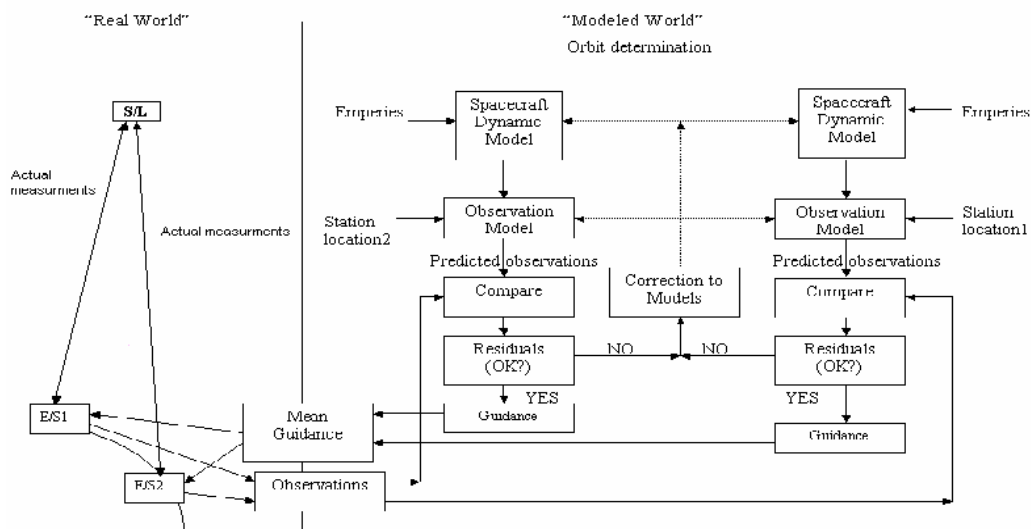 “Real World”
“Modeled World”
Orbit determination
S/L
Actual
measurments
Actual measurments
Emperies
Spacecraft
Dynamic
Model
Spacecraft
Dynamic
Model
Emperies
Station
location2
Observation
Model
Observation
Model
Station
location1
Predicted observations
Predicted observations
Compare
Correction to
Models
Compare
Residuals
(OK?)
NO
NO
Residuals
(OK?)
YES
YES
Guidance
Guidance
E/S1
Mean
Guidance
E/S2
Observations